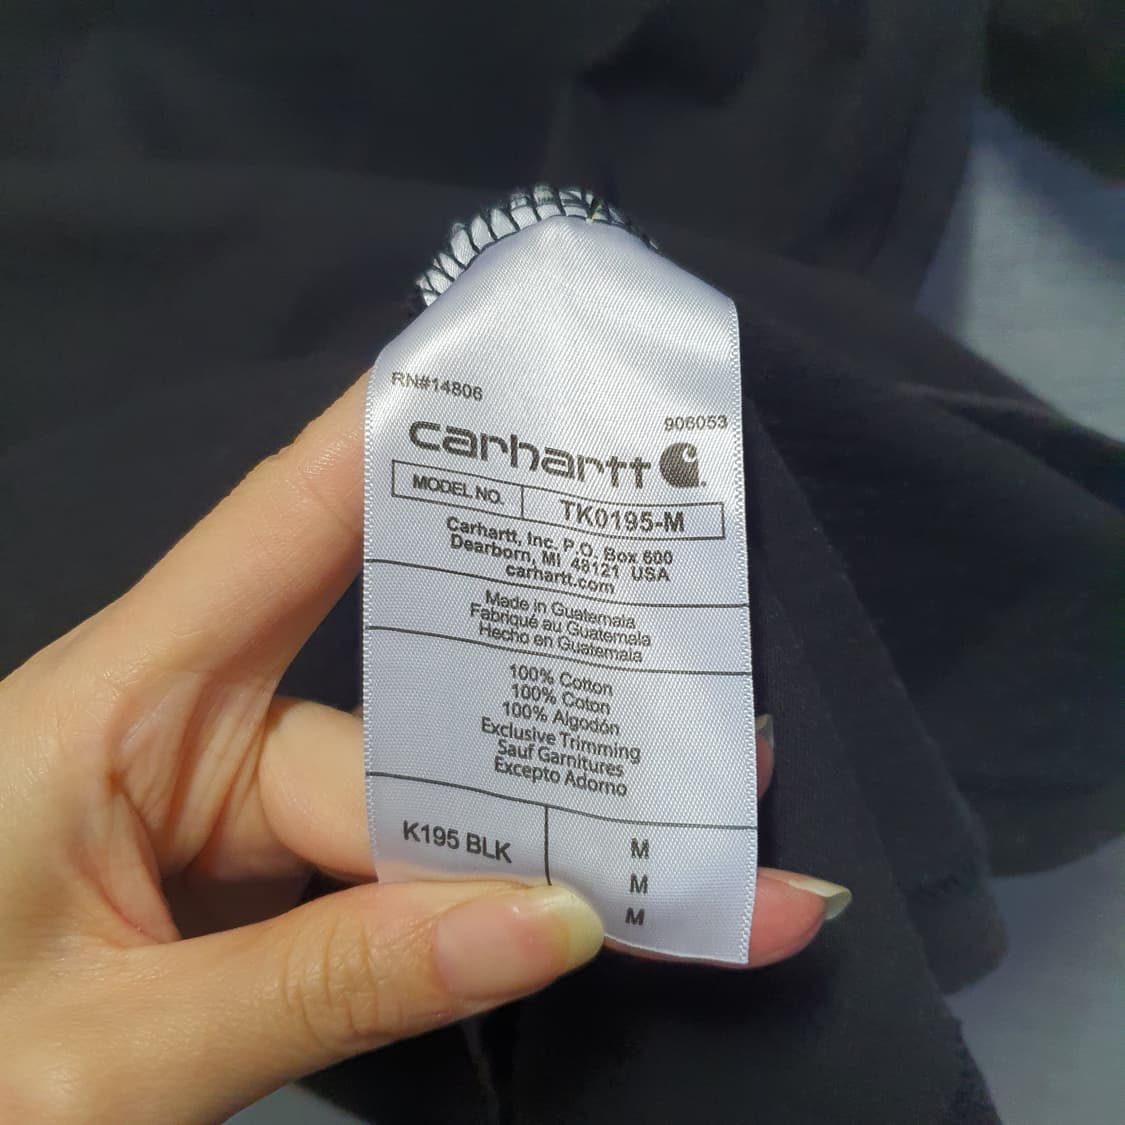 RN#14806
906053
carhartt
MODEL NO. TK0195-M
Carhartt, Inc. P.O. Box 600
Dearborn, MI 48121 USA
carhartt.com
Made in Guatemala
Fabriqué au Guatemala
Hecho en Guatemala
100% Cotton
100% Coton
100% Algodón
Exclusive Trimming
Sauf Garnitures
Excepto Adorno
K195 BLK M
M
M